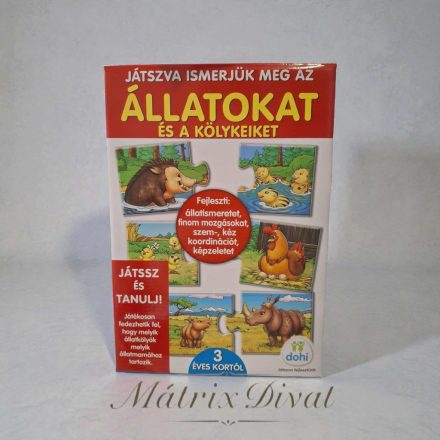 JÁTSZVA ISMERJÜK MEG AZ
ÁLLATOKAT
ÉS A KÖLYKEIKET
Fejleszti:
állatismeretet,
finom mozgásokat,
szem-, kéz
koordinációt,
képzeletet
JÁTSSZ
ÉS
TANULJ!
Játékosan
fedezhetik fel,
hogy melyik
állatkölyök
melyik
állatmamához
tartozik.
3
ÉVES KORTÓL
dohi
Mátrix Divat